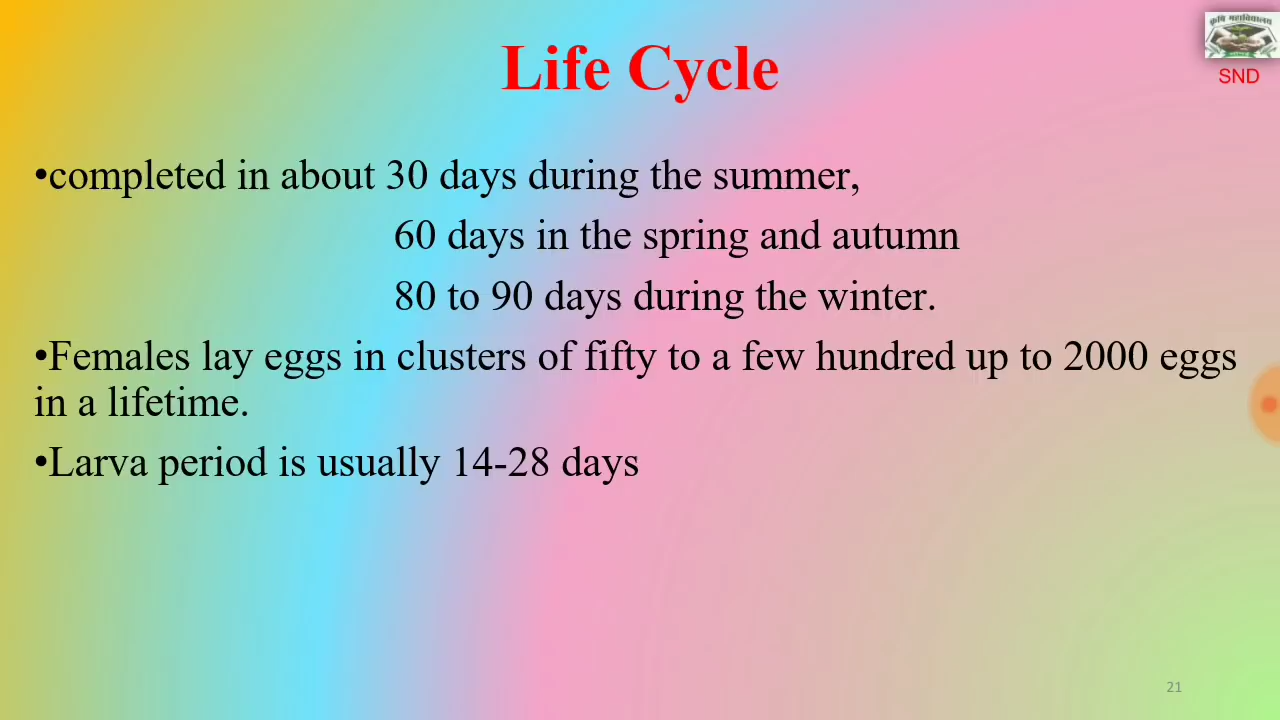 कृषि महाविद्यालय
SND
Life Cycle
•completed in about 30 days during the summer,
60 days in the spring and autumn
80 to 90 days during the winter.
•Females lay eggs in clusters of fifty to a few hundred up to 2000 eggs
in a lifetime.
•Larva period is usually 14-28 days
21